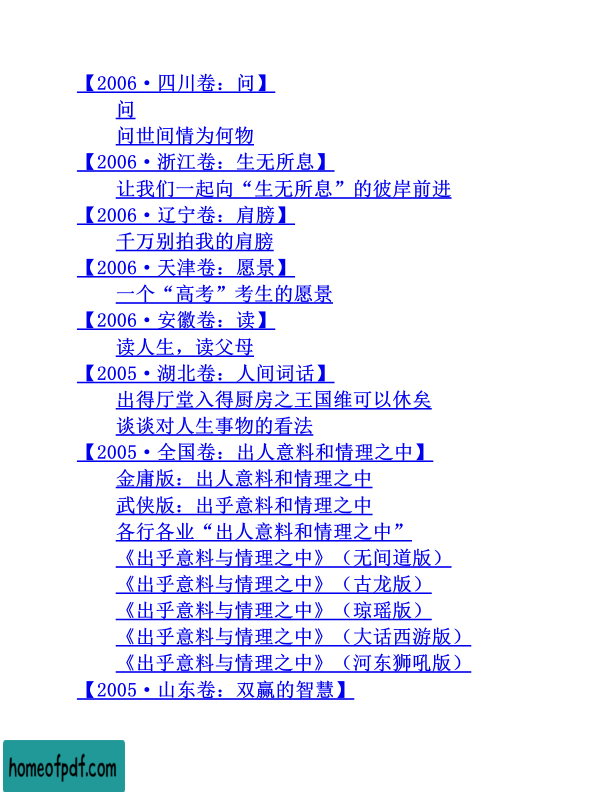 【2006·四川卷：问】
问
问世间情为何物
【2006·浙江卷：生无所息】
让我们一起向“生无所息”的彼岸前进
【2006·辽宁卷：肩膀】
千万别拍我的肩膀
【2006·天津卷：愿景】
一个“高考”考生的愿景
【2006·安徽卷：读】
读人生，读父母
【2005·湖北卷：人间词话】
出得厅堂入得厨房之王国维可以休矣
谈谈对人生事物的看法
【2005·全国卷：出人意料和情理之中】
金庸版：出人意料和情理之中
武侠版：出乎意料和情理之中
各行各业“出人意料和情理之中”
《出乎意料与情理之中》（无间道版）
《出乎意料与情理之中》（古龙版）
《出乎意料与情理之中》（琼瑶版）
《出乎意料与情理之中》（大话西游版）
《出乎意料与情理之中》（河东狮吼版）
【2005·山东卷：双赢的智慧】
homeofpdf.com